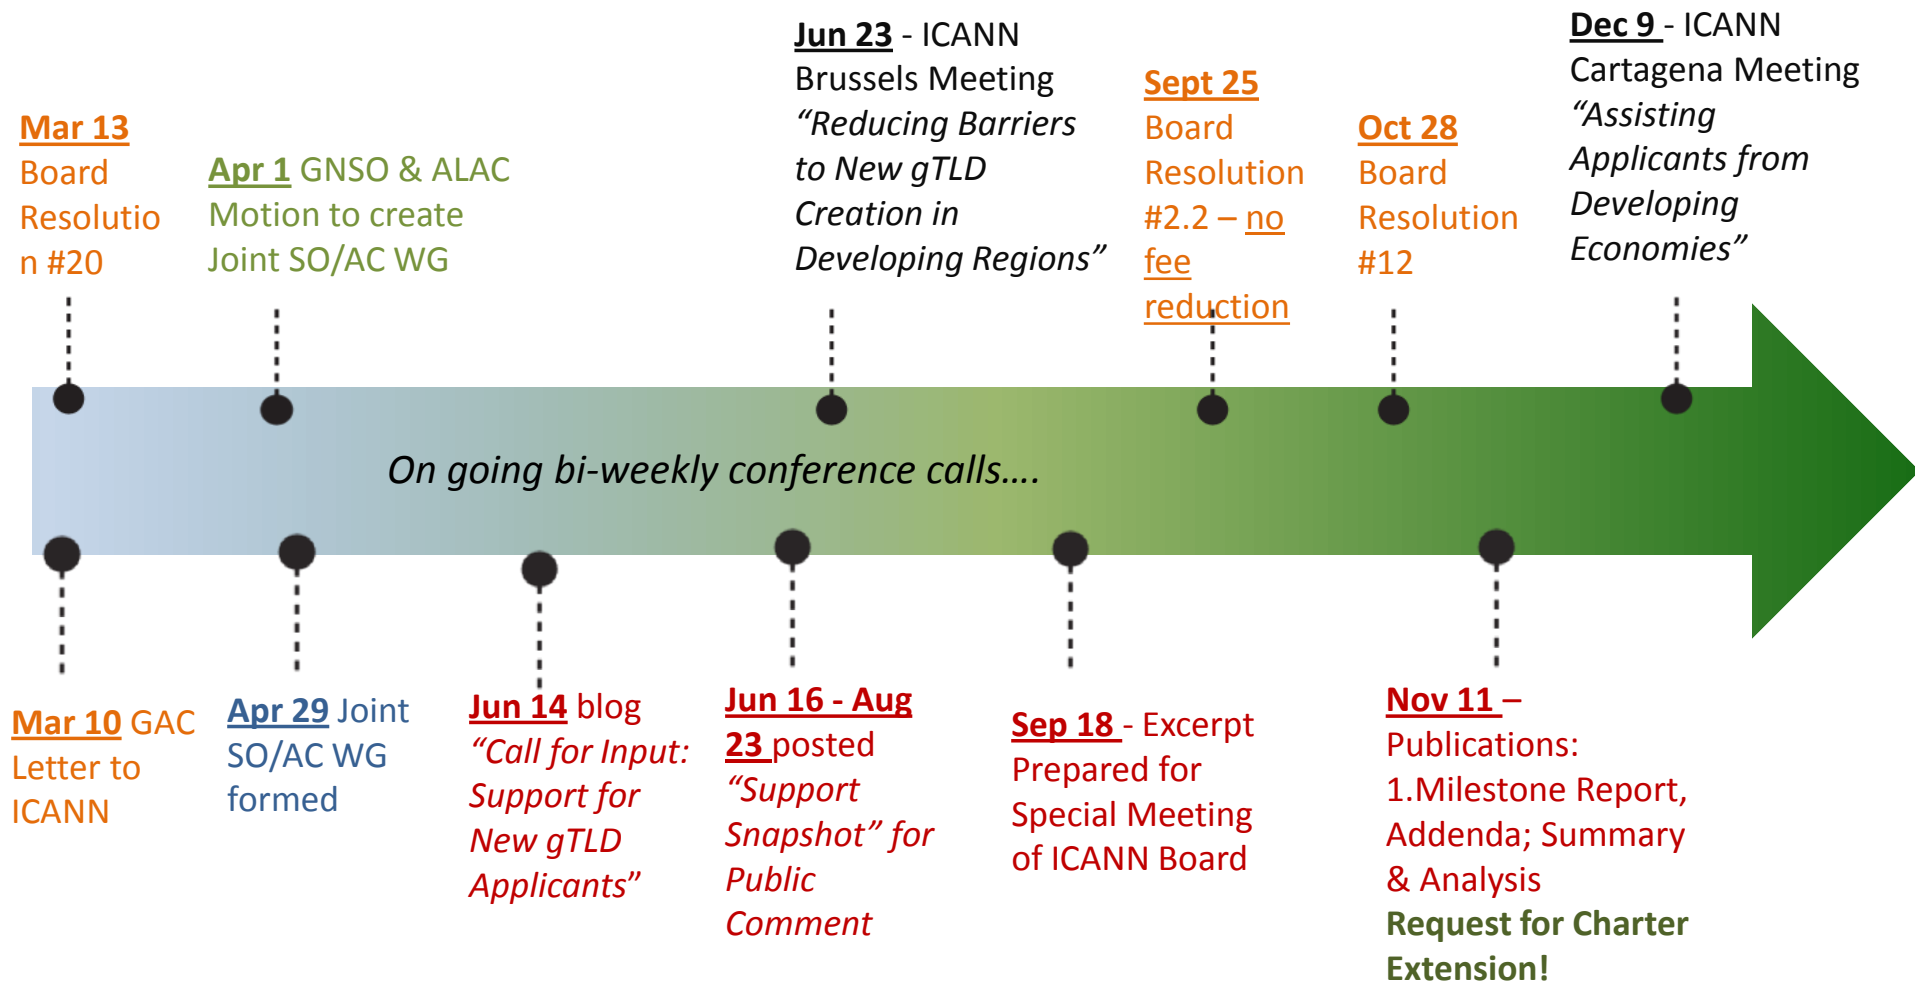 Mar 13
Board
Resolutio
n #20
Apr 1 GNSO & ALAC
Motion to create
Joint SO/AC WG
Jun 23 - ICANN
Brussels Meeting
“Reducing Barriers
to New gTLD
Creation in
Developing Regions”
Sept 25
Board
Resolution
#2.2 – no
fee
reduction
Oct 28
Board
Resolution
#12
Dec 9 - ICANN
Cartagena Meeting
“Assisting
Applicants from
Developing
Economies”
On going bi-weekly conference calls….
Mar 10 GAC
Letter to
ICANN
Apr 29 Joint
SO/AC WG
formed
Jun 14 blog
“Call for Input:
Support for
New gTLD
Applicants”
Jun 16 - Aug
23 posted
“Support
Snapshot” for
Public
Comment
Sep 18 - Excerpt
Prepared for
Special Meeting
of ICANN Board
Nov 11 –
Publications:
1.Milestone Report,
Addenda; Summary
& Analysis
Request for Charter
Extension!